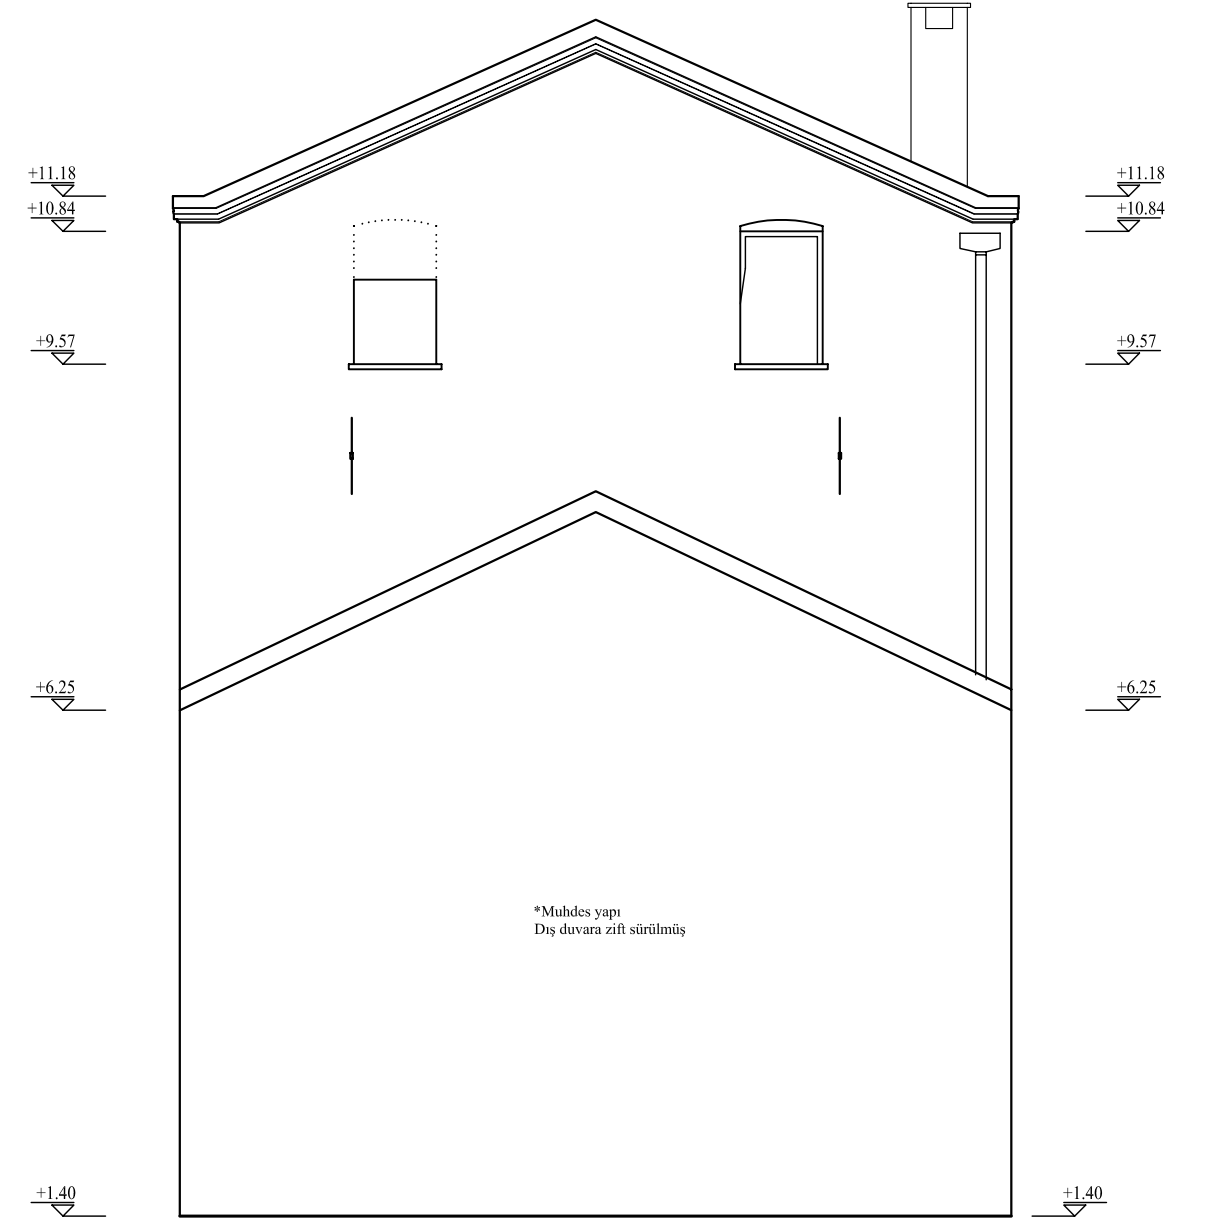 +11.18 +11.18
+10.84 +10.84
+9.57 +9.57
+6.25 +6.25
*Muhdes yapı
Dış duvara zift sürülmüş
+1.40 +1.40